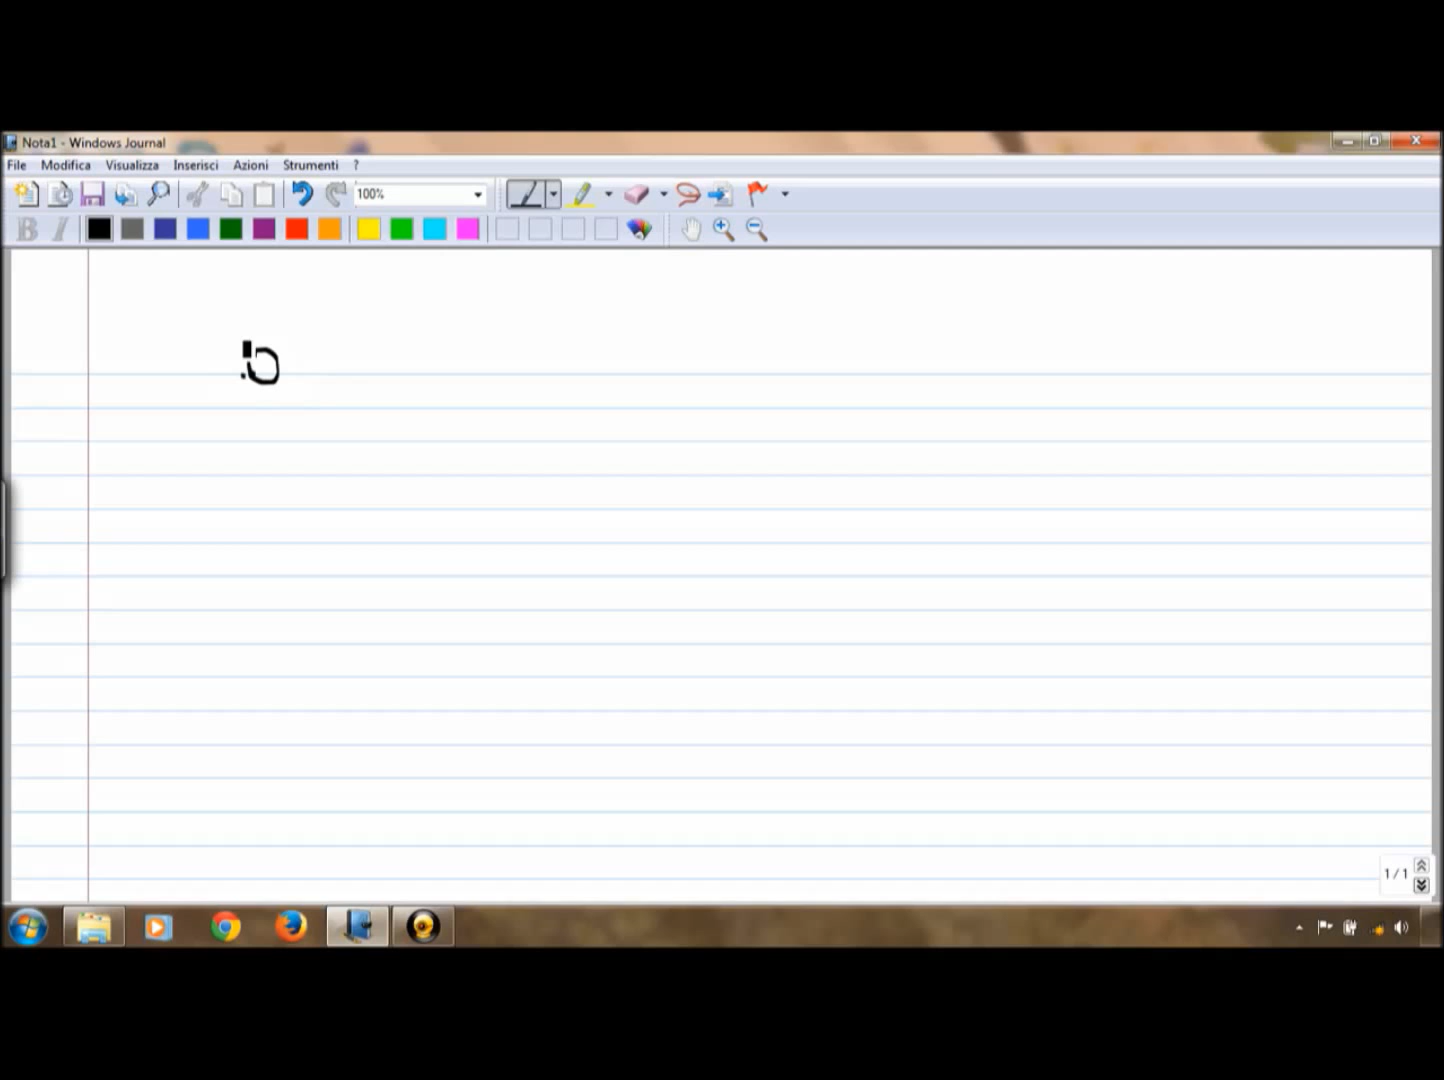 Nota1 - Windows Journal
File Modifica Visualizza Inserisci Azioni Strumenti ?
100%
B I
1 / 1